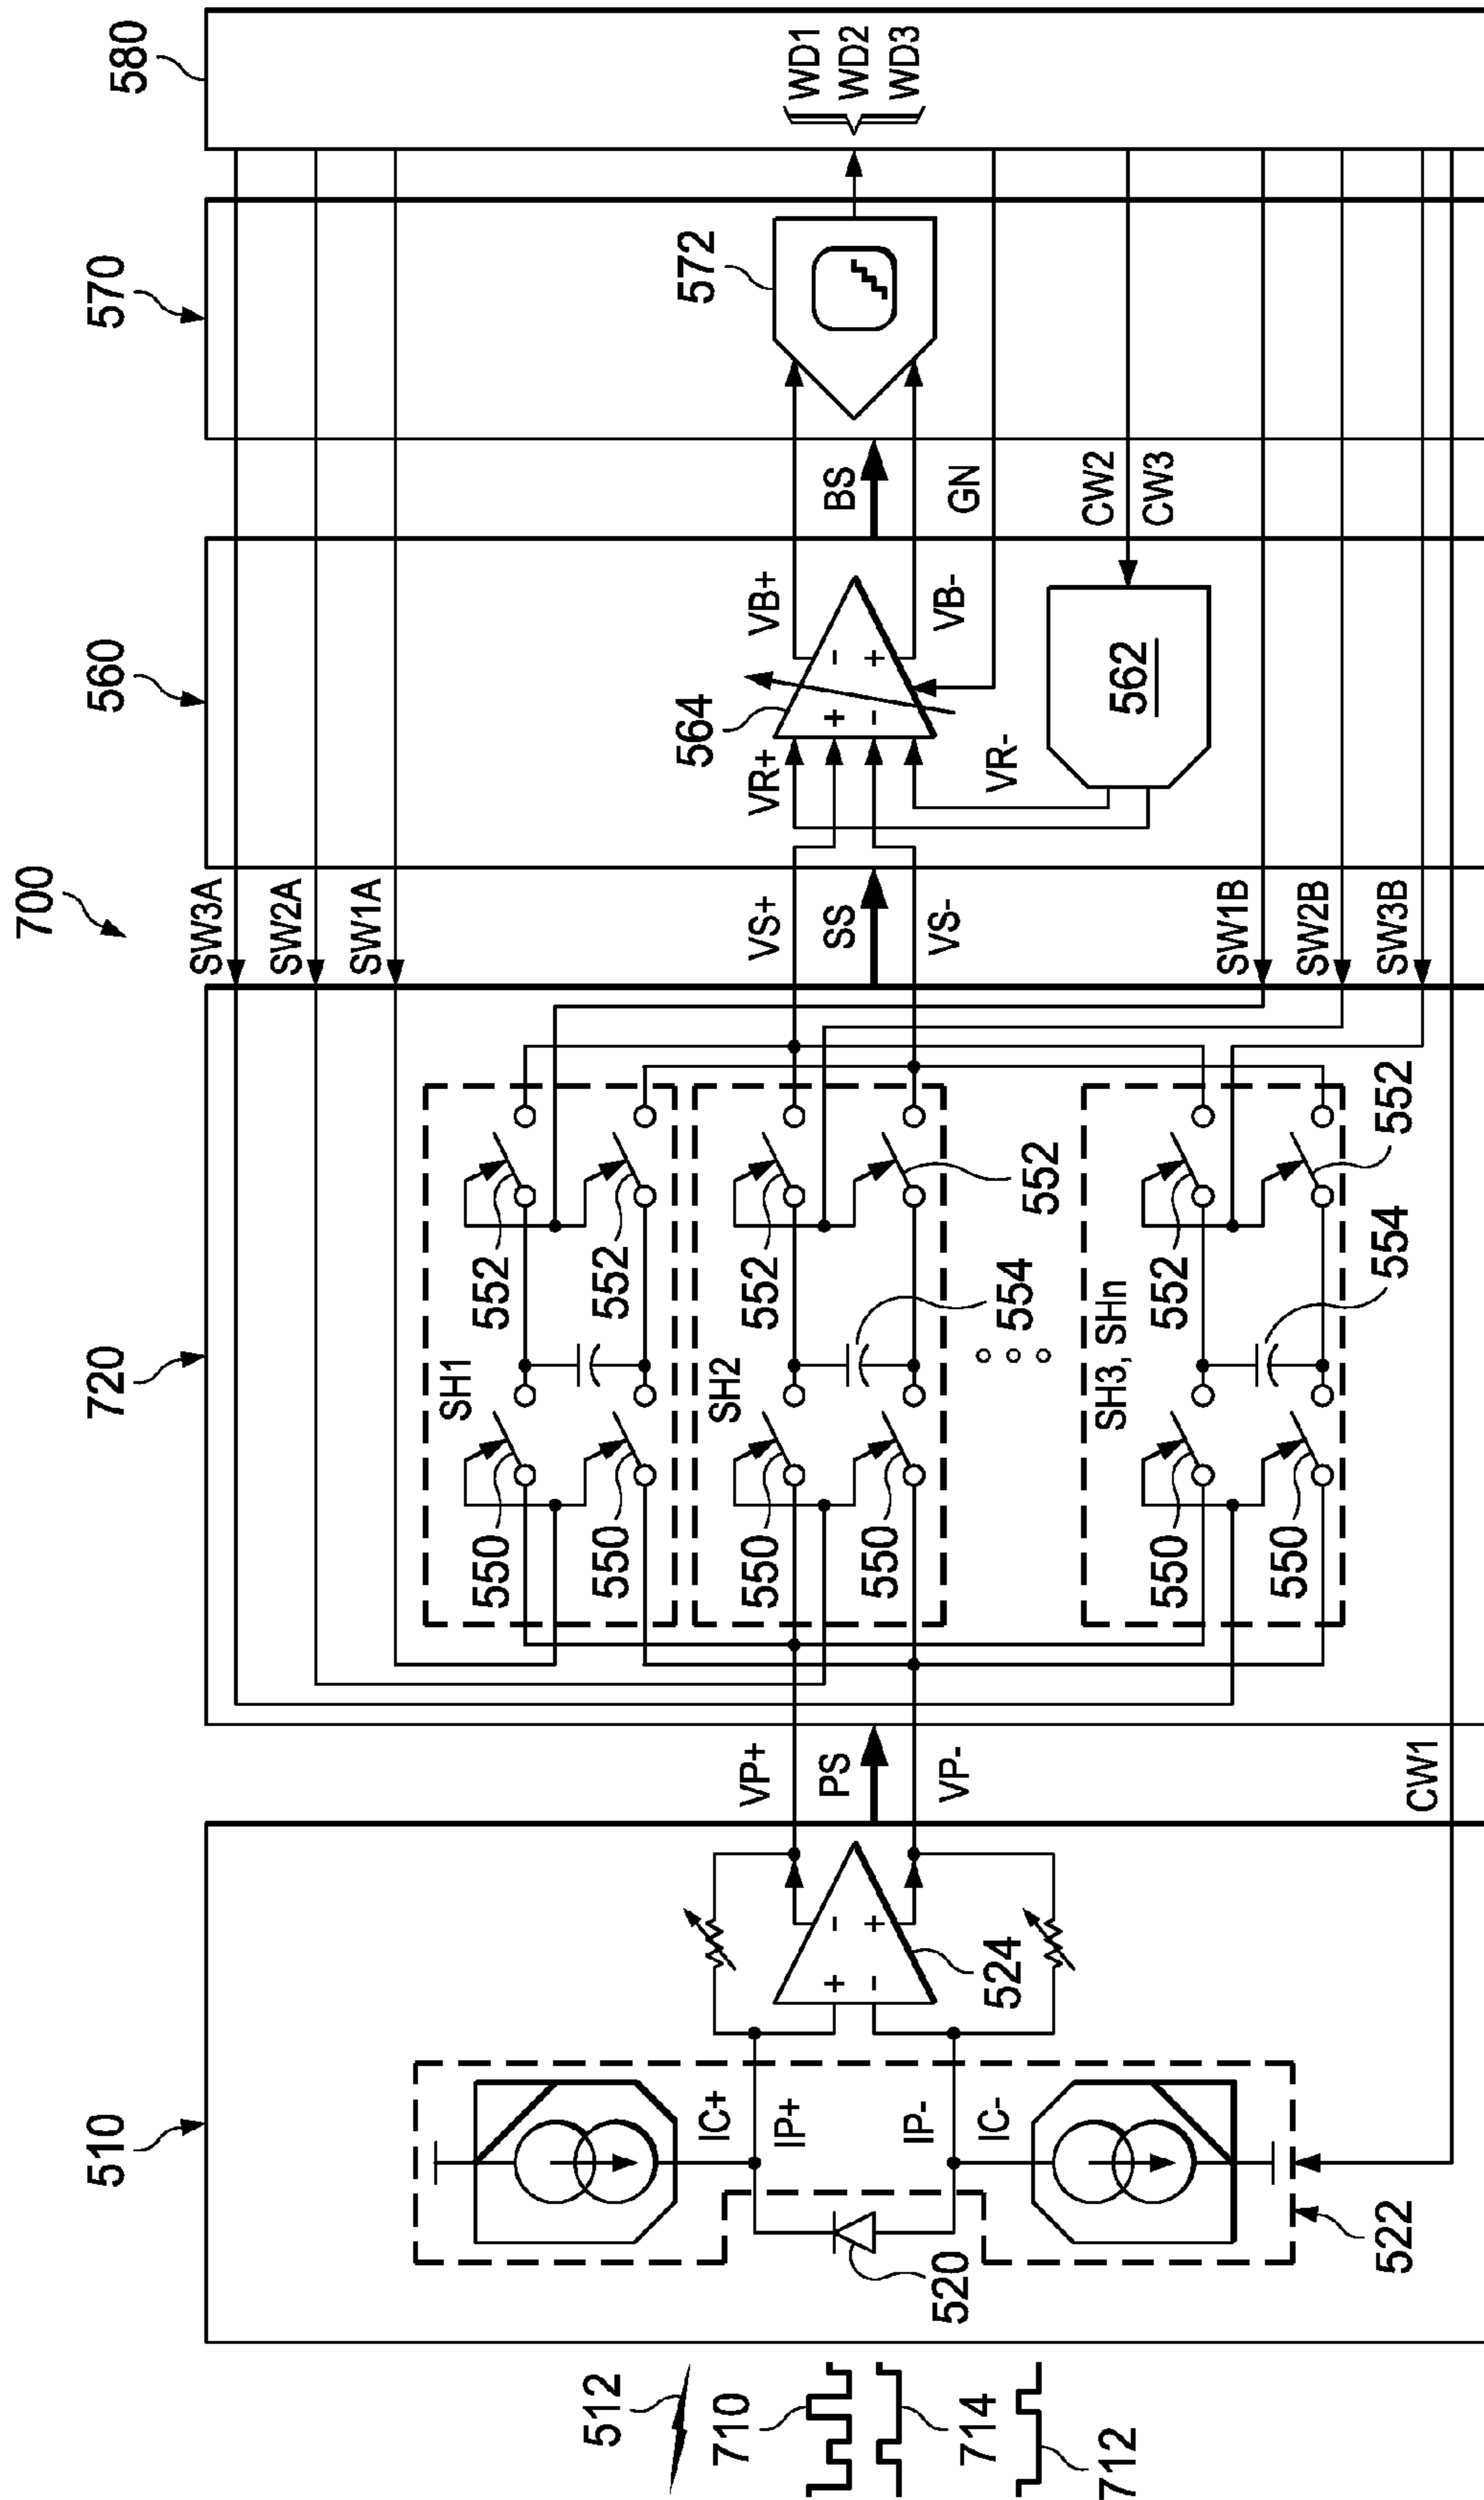 700
510
720
560
570
580
SW3A
SW2A
SW1A
512
710
714
712
520
522
IC+
IP+
IP-
IC-
524
VP+
PS
VP-
CW1
SH1
550
550
552
552
SH2
550
550
552
552
554
SH3, SHn
550
550
552
552
554
VS+
SS
VS-
SW1B
SW2B
SW3B
VR+
VR-
564
+
-
-
+
+
-
-
+
562
VB+
VB-
BS
GN
CW2
CW3
572
WD1
WD2
WD3